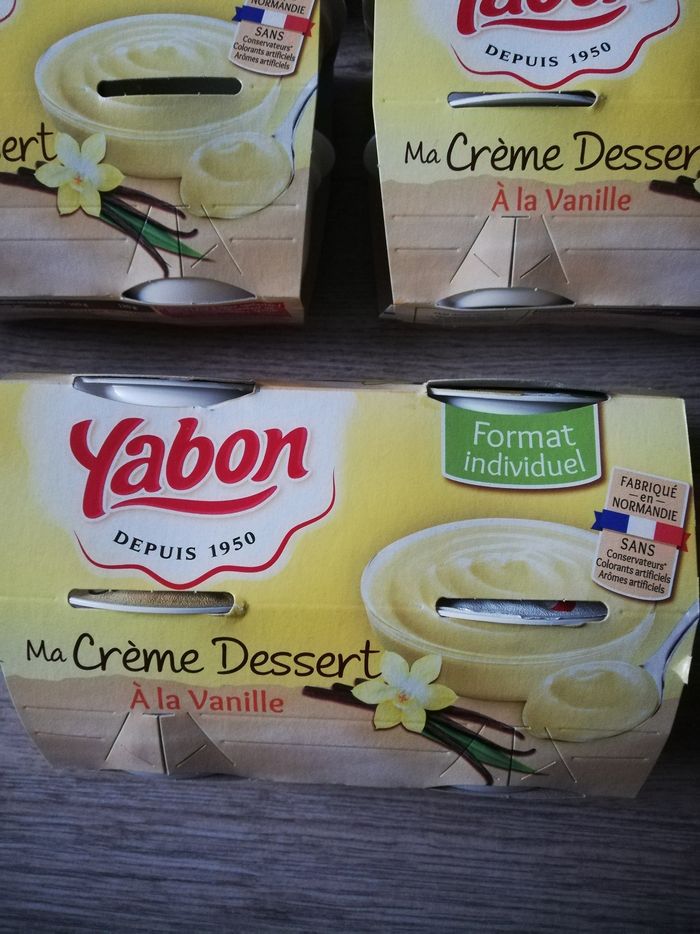 NORMANDIE
SANS
Conservateurs*
Colorants artificiels
Arômes artificiels
sert
Yabon
DEPUIS 1950
Ma Crème Desser
À la Vanille
Yabon
DEPUIS 1950
Format
individuel
FABRIQUÉ
en
NORMANDIE
SANS
Conservateurs*
Colorants artificiels
Arômes artificiels
Ma Crème Dessert
À la Vanille